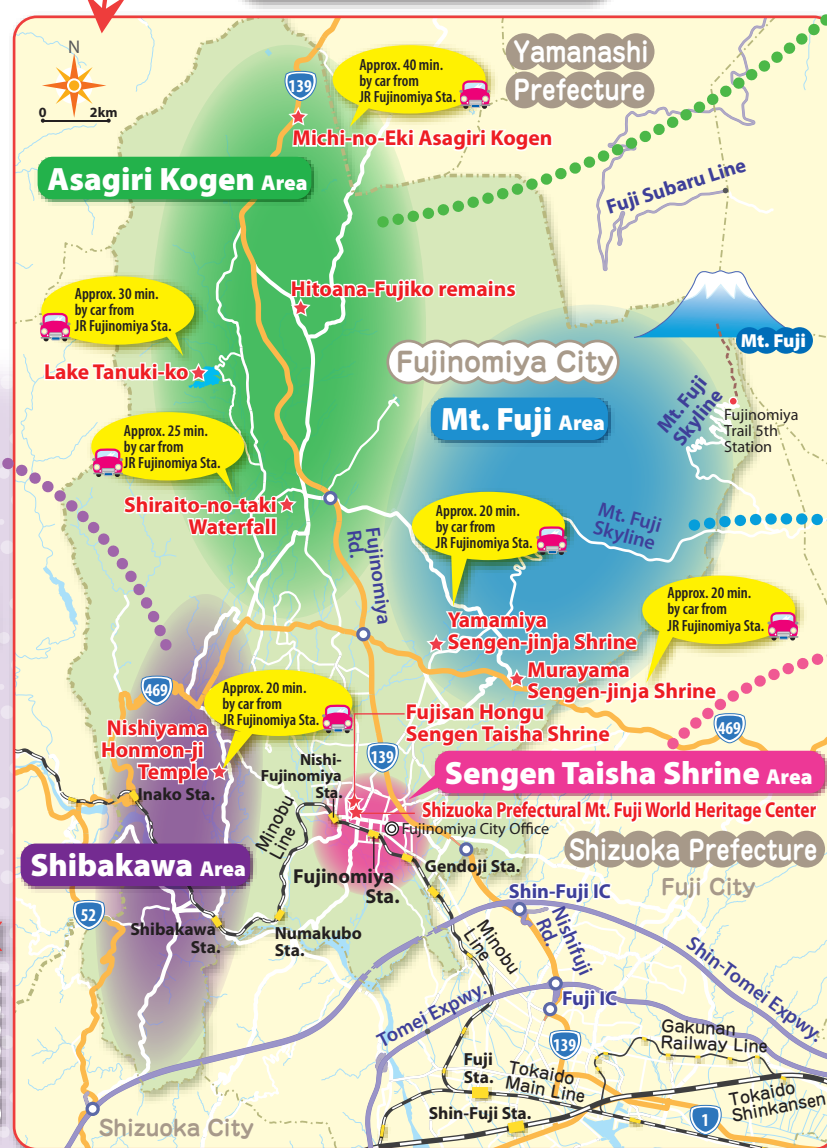 N
0 2km
139
Approx. 40 min.
by car from
JR Fujinomiya Sta.
Yamanashi
Prefecture
Michi-no-Eki Asagiri Kogen
Asagiri Kogen Area
Fuji Subaru Line
Hitoana-Fujiko remains
Approx. 30 min.
by car from
JR Fujinomiya Sta.
Lake Tanuki-ko
Fujinomiya City
Mt. Fuji
Mt. Fuji Area
Mt. Fuji
Skyline
Fujinomiya
Trail 5th
Station
Approx. 25 min.
by car from
JR Fujinomiya Sta.
Shiraito-no-taki
Waterfall
Fujinomiya
Rd.
Approx. 20 min.
by car from
JR Fujinomiya Sta.
Mt. Fuji
Skyline
Approx. 20 min.
by car from
JR Fujinomiya Sta.
Yamamiya
Sengen-jinja Shrine
Murayama
Sengen-jinja Shrine
469
Approx. 20 min.
by car from
JR Fujinomiya Sta.
Fujisan Hongu
Sengen Taisha Shrine
469
Nishiyama
Honmon-ji
Temple
139
Nishi-
Fujinomiya
Sta.
Sengen Taisha Shrine Area
Inako Sta.
Minobu
Line
Shizuoka Prefectural Mt. Fuji World Heritage Center
Fujinomiya City Office
Shibakawa Area
Fujinomiya
Sta.
Gendoji Sta.
Shizuoka Prefecture
Fuji City
52
Shibakawa
Sta.
Numakubo
Sta.
Shin-Fuji IC
Minobu
Line
Nishifuji
Rd.
Shin-Tomei Expwy.
Tomei Expwy.
Fuji IC
139
Gakunan
Railway Line
Fuji
Sta.
Tokaido
Main Line
Shin-Fuji Sta.
1
Tokaido
Shinkansen
Shizuoka City